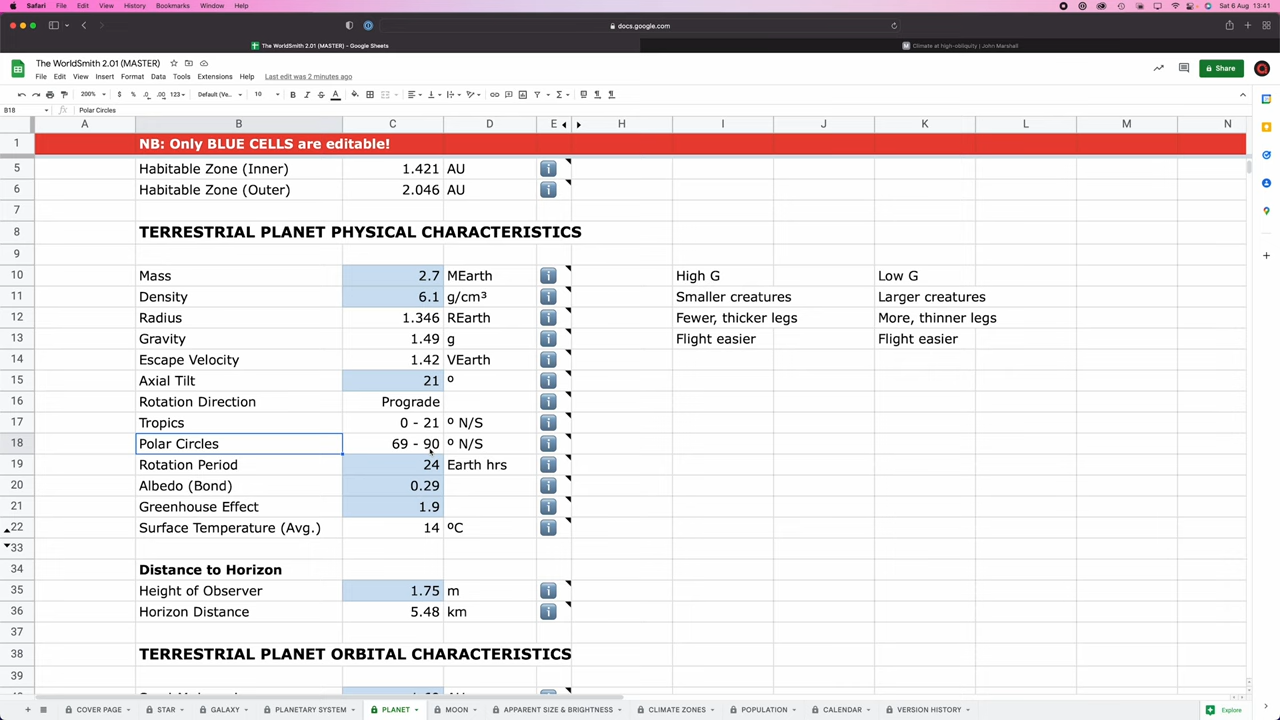 Safari File Edit View History Bookmarks Window Help Sat 6 Aug 13:41
docs.google.com
The WorldSmith 2.01 (MASTER) - Google Sheets Climate at high-obliquity | John Marshall
The WorldSmith 2.01 (MASTER)
File Edit View Insert Format Data Tools Extensions Help Last edit was 2 minutes ago Share
200% $ % .0 .00 123 Default (Ve... 10 B I S A
B18 fx Polar Circles
A B C D E H I J K L M N
1 NB: Only BLUE CELLS are editable!
5 Habitable Zone (Inner) 1.421 AU
6 Habitable Zone (Outer) 2.046 AU
7
8 TERRESTRIAL PLANET PHYSICAL CHARACTERISTICS
9
10 Mass 2.7 MEarth High G Low G
11 Density 6.1 g/cm³ Smaller creatures Larger creatures
12 Radius 1.346 REarth Fewer, thicker legs More, thinner legs
13 Gravity 1.49 g Flight easier Flight easier
14 Escape Velocity 1.42 VEarth
15 Axial Tilt 21 º
16 Rotation Direction Prograde
17 Tropics 0 - 21 º N/S
18 Polar Circles 69 - 90 º N/S
19 Rotation Period 24 Earth hrs
20 Albedo (Bond) 0.29
21 Greenhouse Effect 1.9
22 Surface Temperature (Avg.) 14 ºC
33
34 Distance to Horizon
35 Height of Observer 1.75 m
36 Horizon Distance 5.48 km
37
38 TERRESTRIAL PLANET ORBITAL CHARACTERISTICS
39
COVER PAGE STAR GALAXY PLANETARY SYSTEM PLANET MOON APPARENT SIZE & BRIGHTNESS CLIMATE ZONES POPULATION CALENDAR VERSION HISTORY Explore